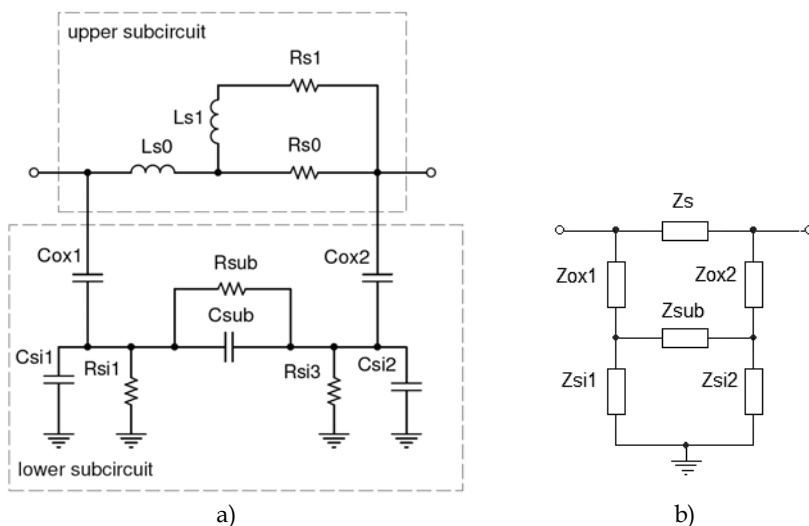 upper subcircuit
Rs1
Ls1
Ls0
Rs0
Cox1
Rsub
Cox2
Csub
Csi1
Rsi1
Rsi3
Csi2
lower subcircuit
a)
Zs
Zox1
Zox2
Zsub
Zsi1
Zsi2
b)